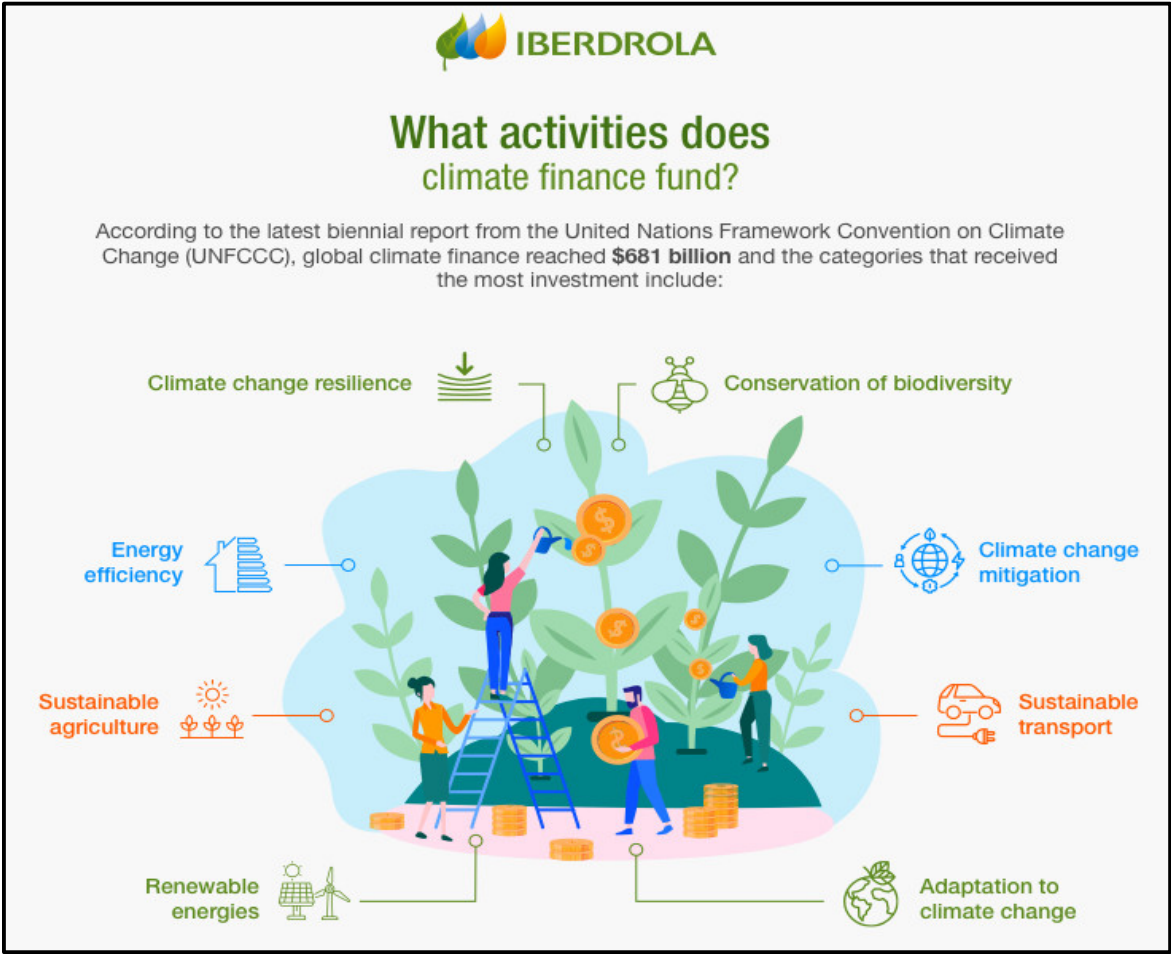 IBERDROLA
What activities does
climate finance fund?
According to the latest biennial report from the United Nations Framework Convention on Climate
Change (UNFCCC), global climate finance reached $681 billion and the categories that received
the most investment include:
Climate change resilience
Conservation of biodiversity
Energy
efficiency
Climate change
mitigation
Sustainable
agriculture
Sustainable
transport
Renewable
energies
Adaptation to
climate change